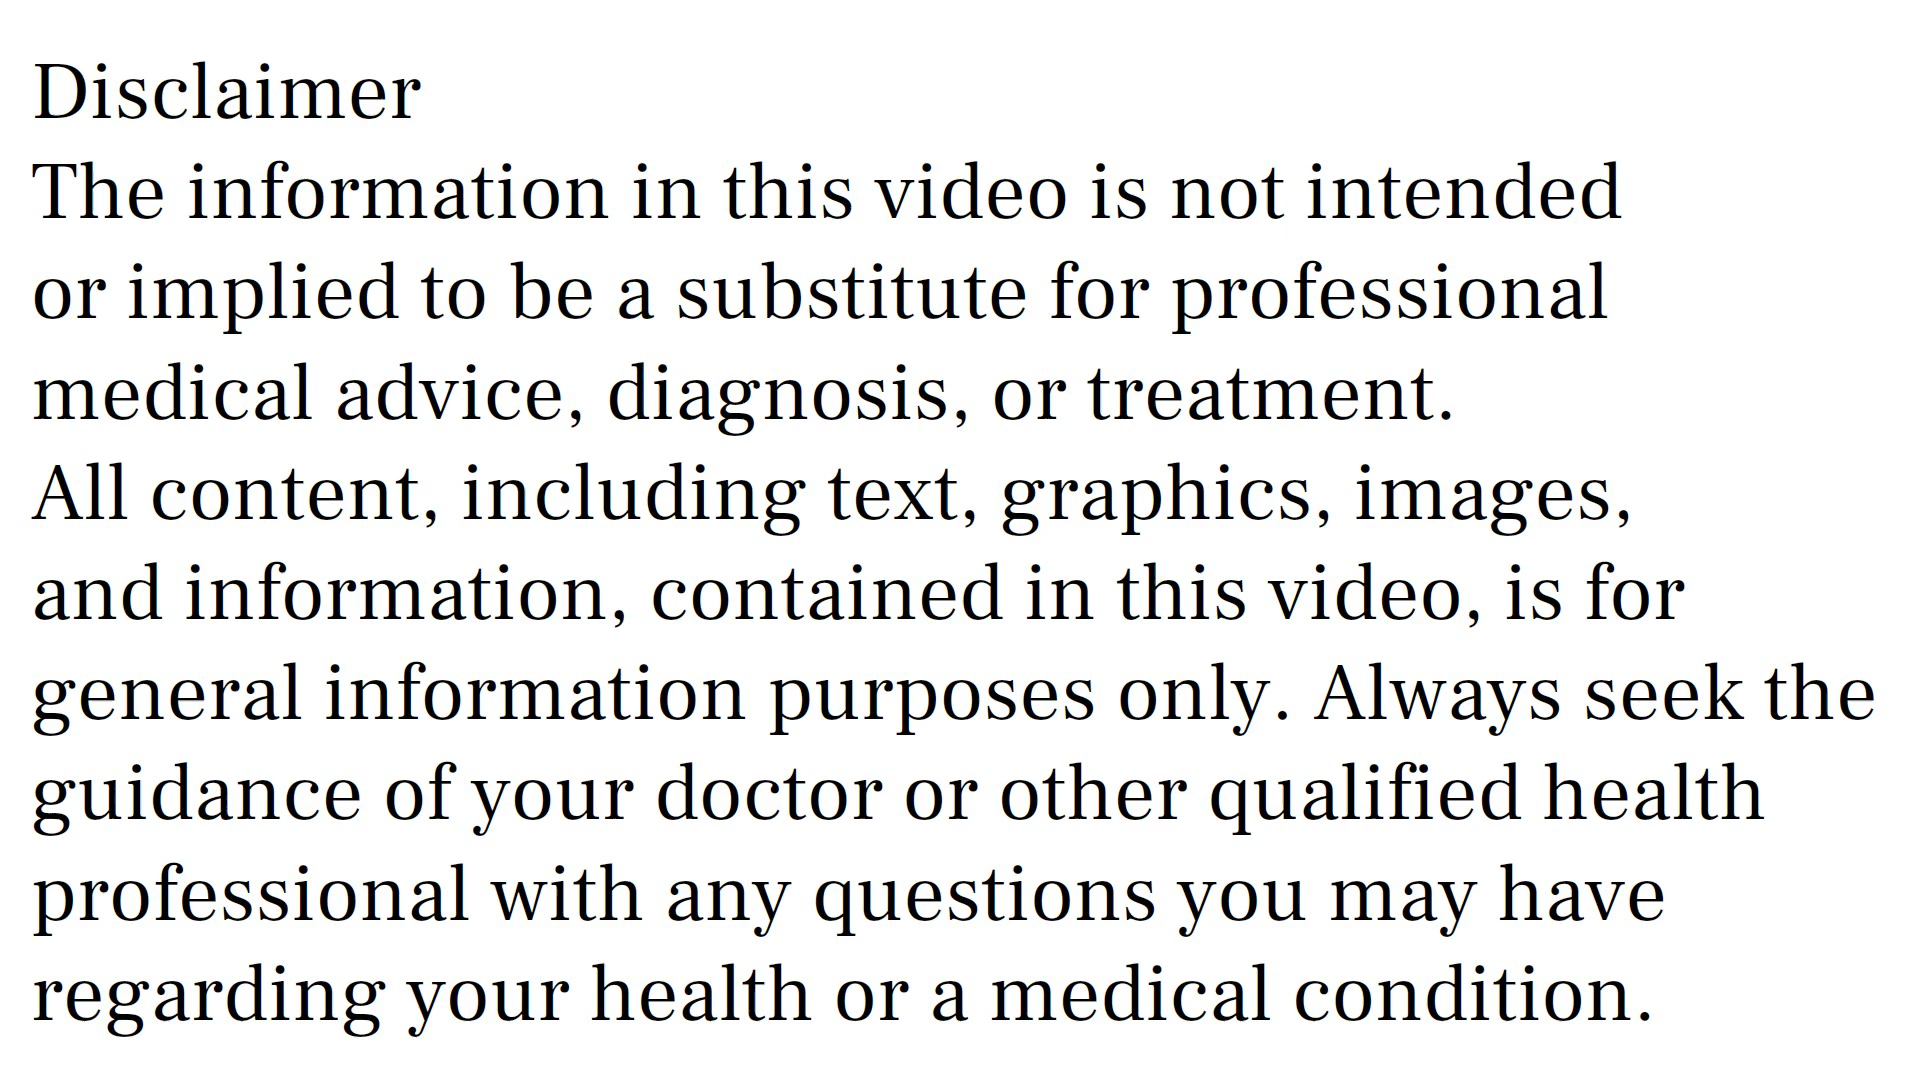 Disclaimer
The information in this video is not intended
or implied to be a substitute for professional
medical advice, diagnosis, or treatment.
All content, including text, graphics, images,
and information, contained in this video, is for
general information purposes only. Always seek the
guidance of your doctor or other qualified health
professional with any questions you may have
regarding your health or a medical condition.